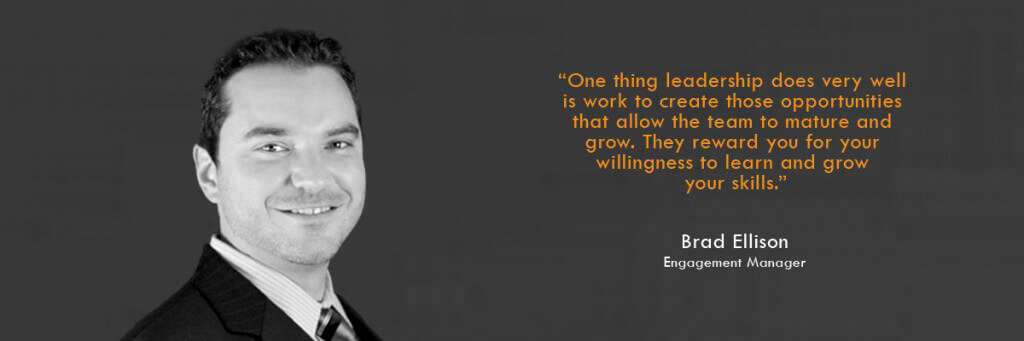 “One thing leadership does very well
is work to create those opportunities
that allow the team to mature and
grow. They reward you for your
willingness to learn and grow
your skills.”
Brad Ellison
Engagement Manager